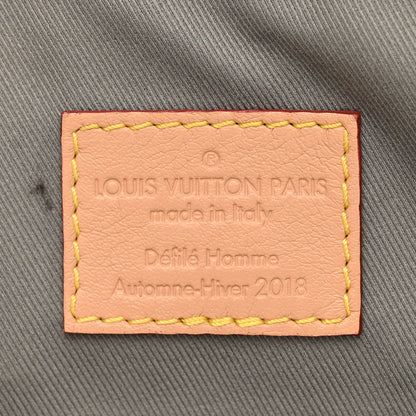 ®
LOUIS VUITTON PARIS
made in Italy
Défilé Homme
Automne-Hiver 2018